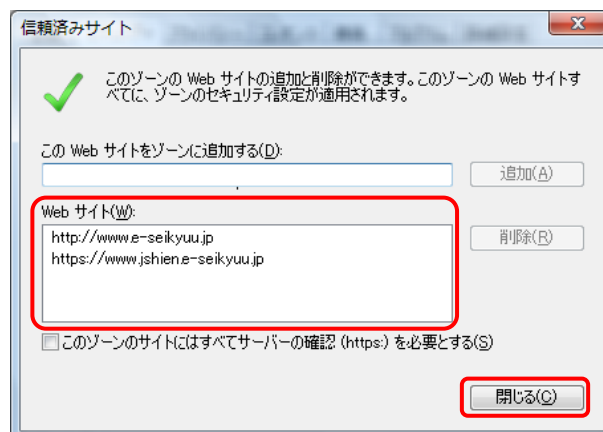 信頼済みサイト
このゾーンの Web サイトの追加と削除ができます。このゾーンの Web サイトす
べてに、ゾーンのセキュリティ設定が適用されます。
この Web サイトをゾーンに追加する(D):
追加(A)
Web サイト(W):
http://www.e-seikyuu.jp
https://www.jshien.e-seikyuu.jp
削除(R)
このゾーンのサイトにはすべてサーバーの確認 (https:) を必要とする(S)
閉じる(C)